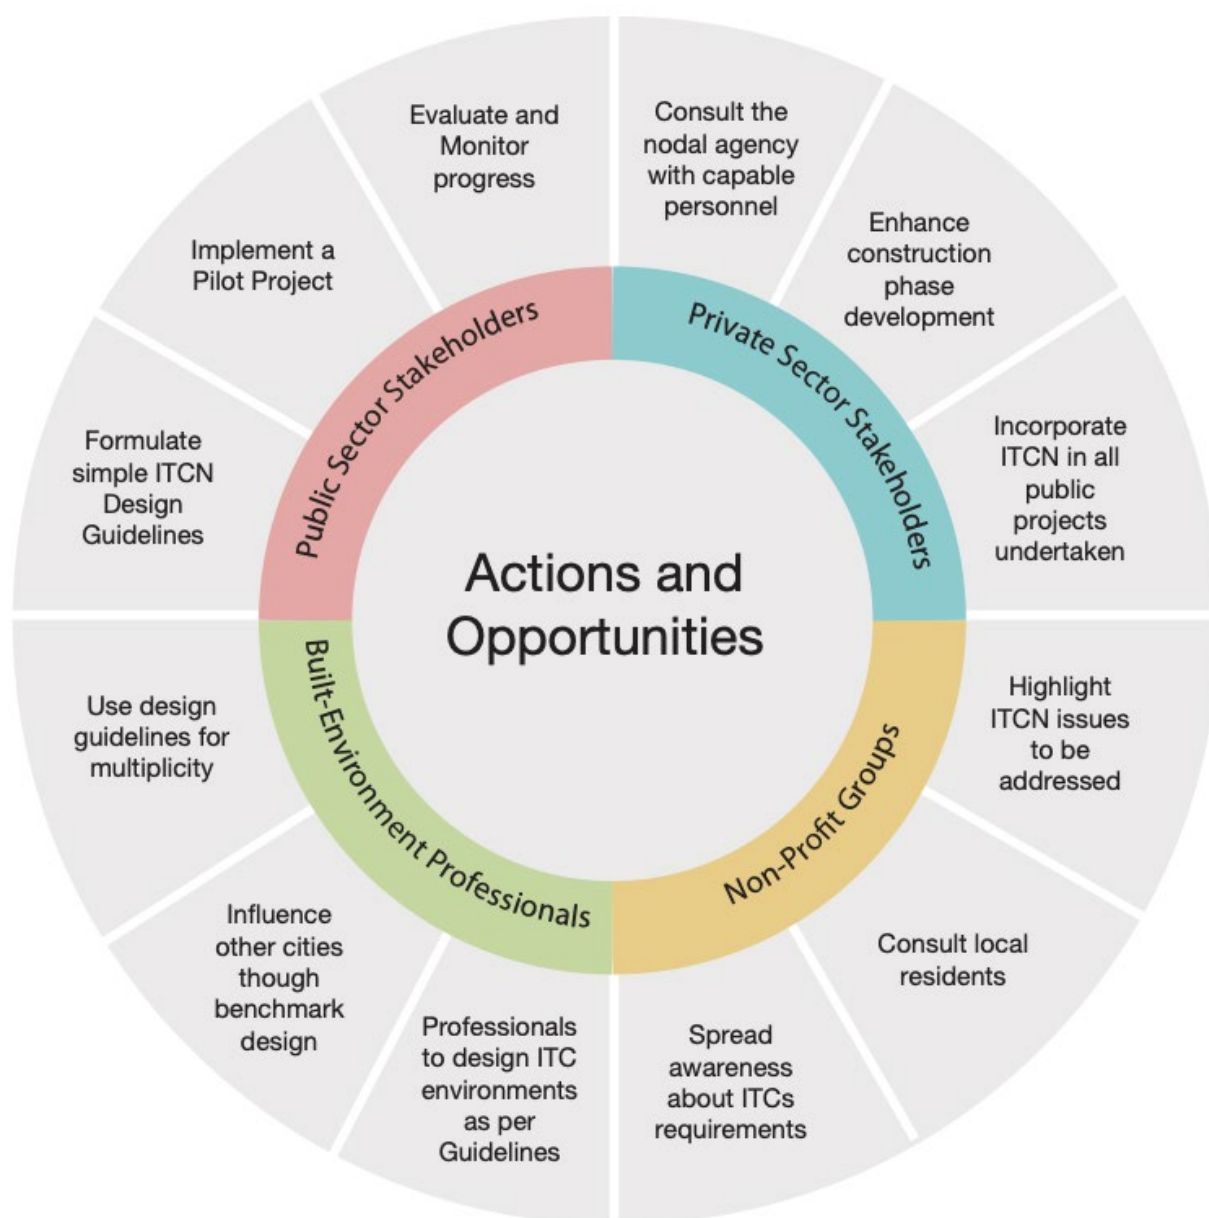 Actions and
Opportunities
Public Sector Stakeholders
Formulate
simple ITCN
Design
Guidelines
Implement a
Pilot Project
Evaluate and
Monitor
progress
Private Sector Stakeholders
Consult the
nodal agency
with capable
personnel
Enhance
construction
phase
development
Incorporate
ITCN in all
public
projects
undertaken
Non-Profit Groups
Highlight
ITCN issues
to be
addressed
Consult local
residents
Spread
awareness
about ITCs
requirements
Built-Environment Professionals
Professionals
to design ITC
environments
as per
Guidelines
Influence
other cities
though
benchmark
design
Use design
guidelines for
multiplicity